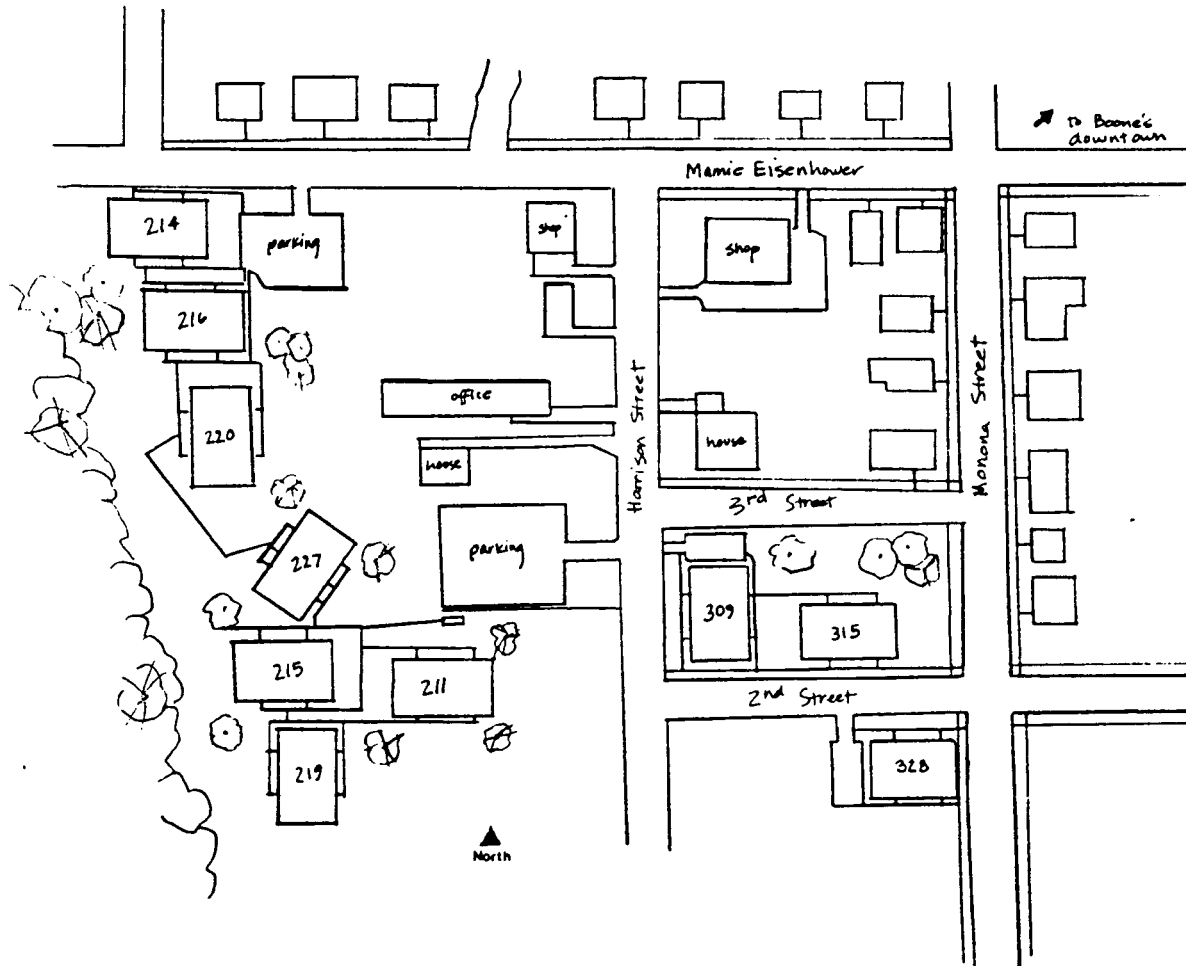 to Boone's
downtown
Mamie Eisenhower
214
parking
shop
shop
216
Harrison Street
Monona Street
office
220
house
house
3rd Street
parking
227
309
315
215
211
2nd Street
219
328
North